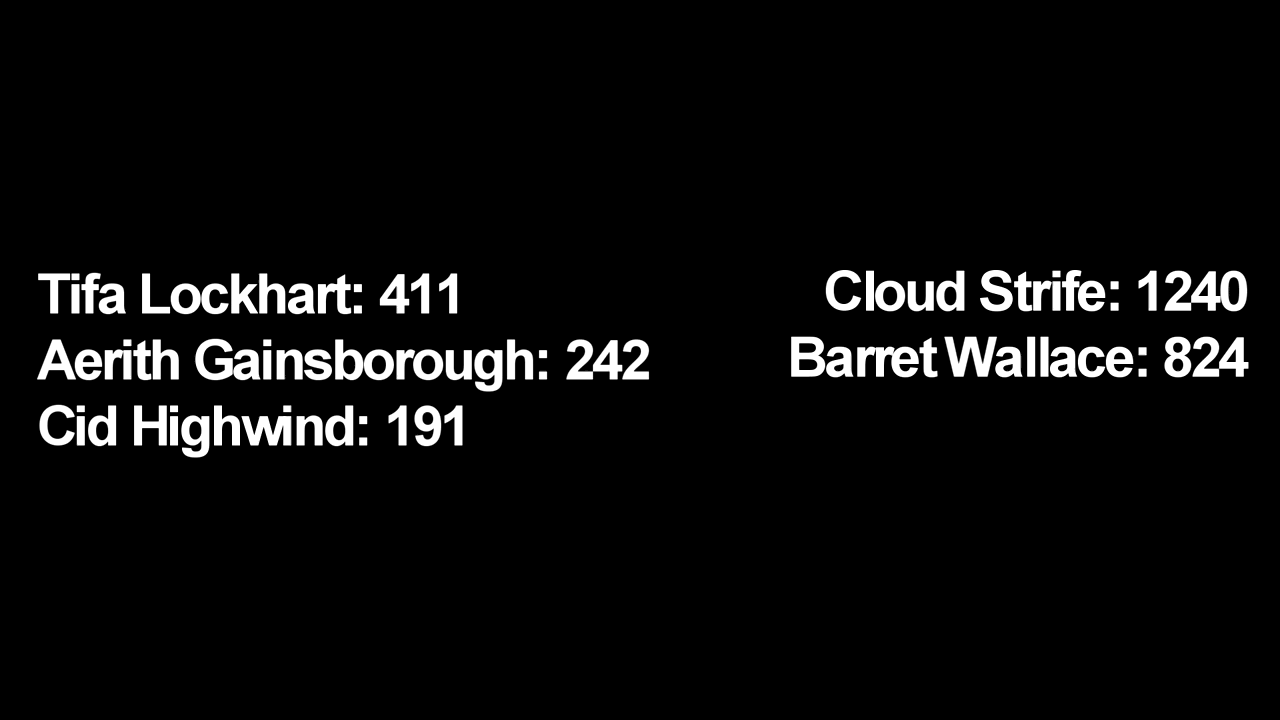 Tifa Lockhart: 411
Aerith Gainsborough: 242
Cid Highwind: 191
Cloud Strife: 1240
Barret Wallace: 824